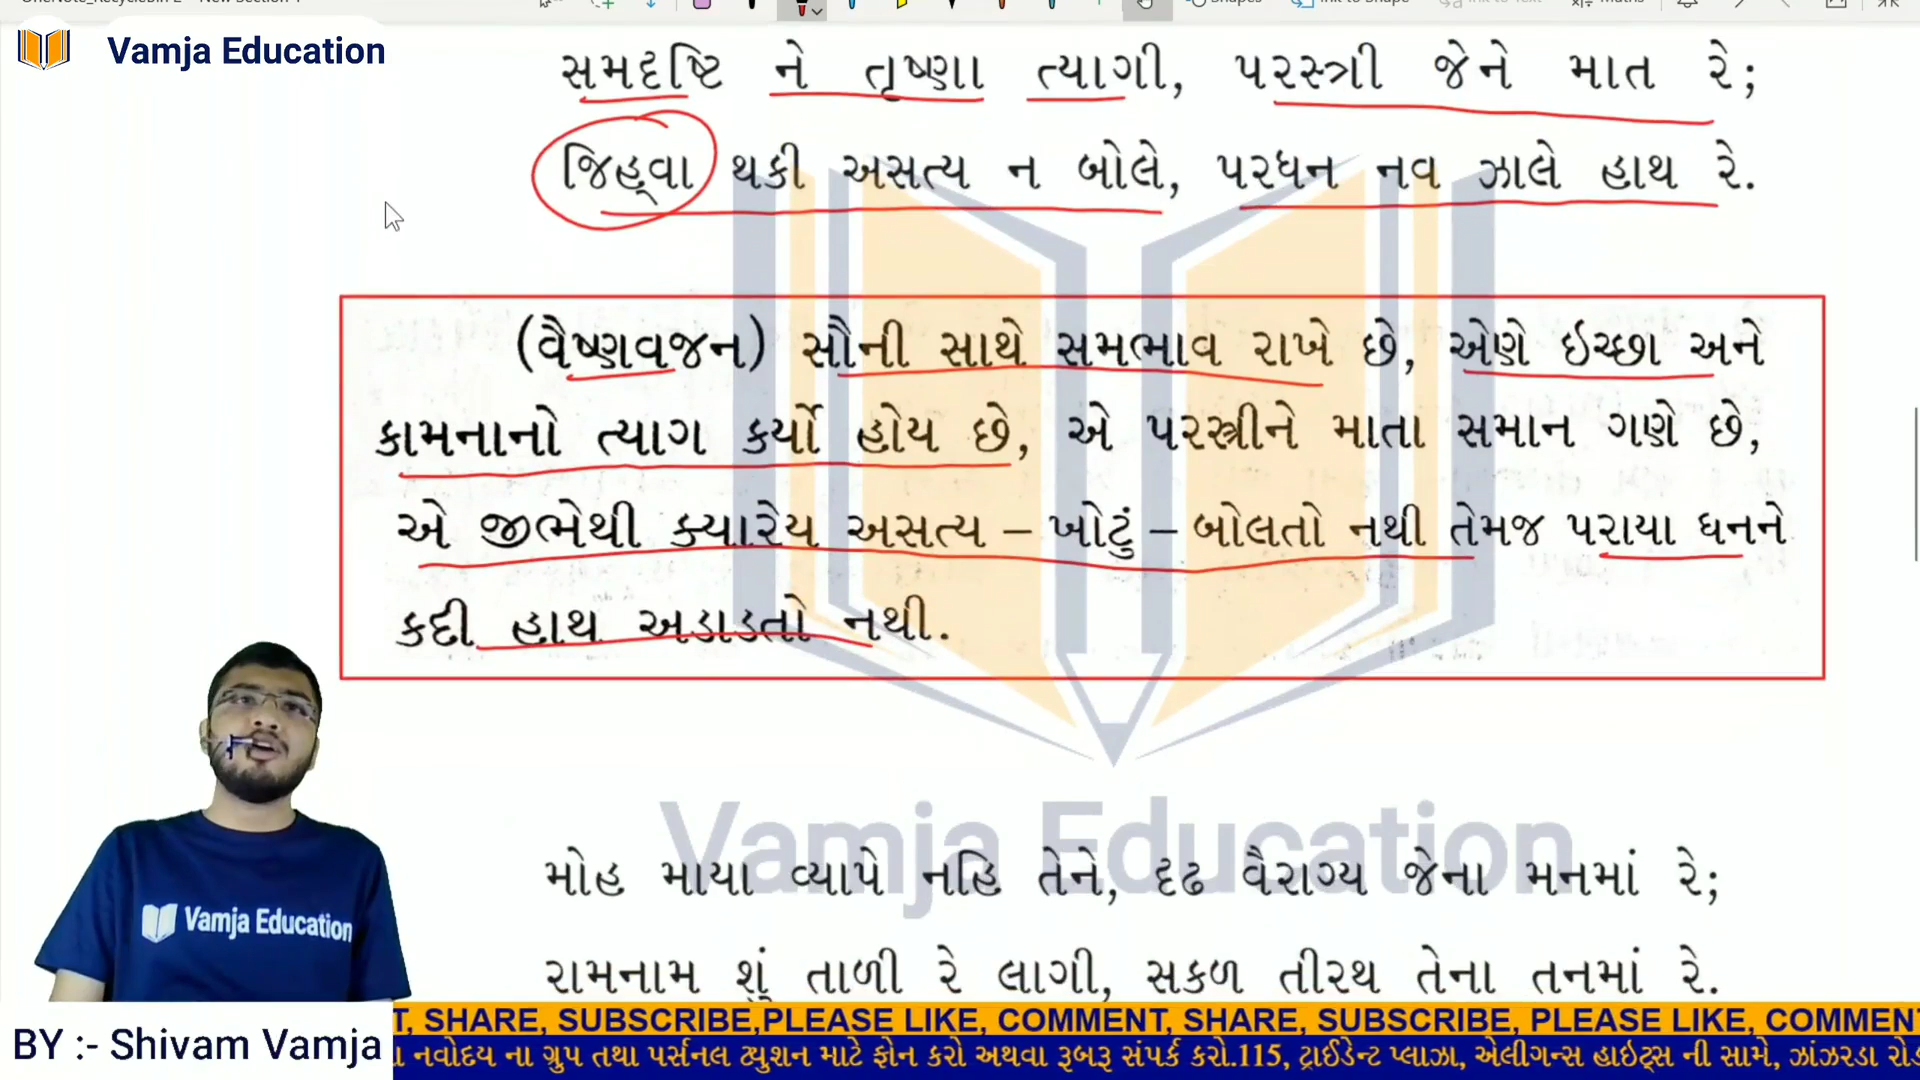 Vamja Education
સમદૃષ્ટિ ને તૃષ્ણા ત્યાગી, પરસ્ત્રી જેને માત રે;
જિહ્વા થકી અસત્ય ન બોલે, પરધન નવ ઝાલે હાથ રે.
(વૈષ્ણવજન) સૌની સાથે સમભાવ રાખે છે, એણે ઇચ્છા અને
કામનાનો ત્યાગ કર્યો હોય છે, એ પરસ્ત્રીને માતા સમાન ગણે છે,
એ જીભેથી ક્યારેય અસત્ય – ખોટું – બોલતો નથી તેમજ પરાયા ધનને
કદી હાથ અડાડતો નથી.
Vamja Education
મોહ માયા વ્યાપે નહિ તેને, દૃઢ વૈરાગ્ય જેના મનમાં રે;
રામનામ શું તાળી રે લાગી, સકળ તીરથ તેના તનમાં રે.
Vamja Education
BY :- Shivam Vamja
T, SHARE, SUBSCRIBE,PLEASE LIKE, COMMENT, SHARE, SUBSCRIBE, PLEASE LIKE, COMMENT
નવોદય ના ગ્રુપ તથા પર્સનલ ટ્યુશન માટે ફોન કરો અથવા રૂબરૂ સંપર્ક કરો.115, ટ્રાઈડેન્ટ પ્લાઝા, એલીગન્સ હાઇટ્સ ની સામે, ઝાંઝરડા રોડ